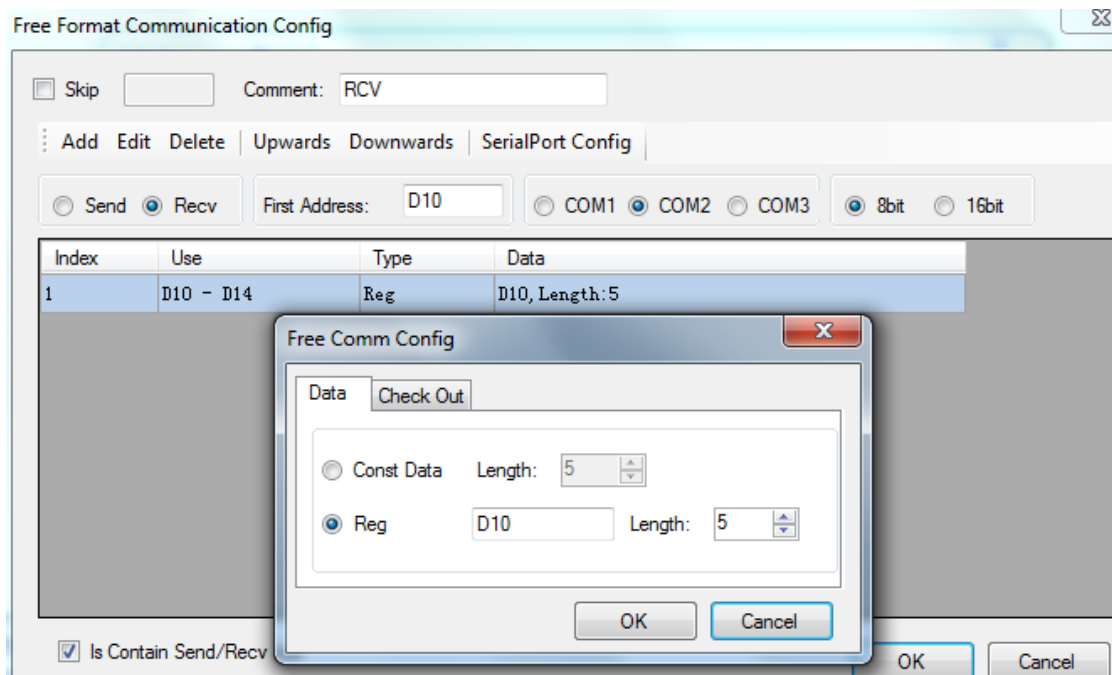 Free Format Communication Config
Skip Comment: RCV
Add Edit Delete Upwards Downwards SerialPort Config
Send Recv First Address: D10 COM1 COM2 COM3 8bit 16bit
Index Use Type Data
1 D10 - D14 Reg D10, Length:5
Free Comm Config
Data Check Out
Const Data Length: 5
Reg D10 Length: 5
OK Cancel
Is Contain Send/Recv
OK Cancel